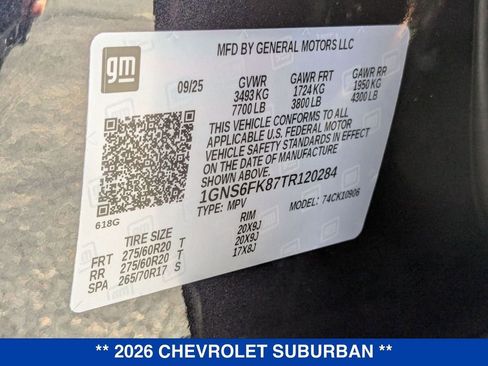 gm
MFD BY GENERAL MOTORS LLC
09/25 GVWR GAWR FRT GAWR RR
3493 KG 1724 KG 1950 KG
7700 LB 3800 LB 4300 LB
THIS VEHICLE CONFORMS TO ALL
APPLICABLE U.S. FEDERAL MOTOR
VEHICLE SAFETY STANDARDS IN EFFECT
ON THE DATE OF MANUFACTURE
SHOWN ABOVE.
1GNS6FK87TR120284
TYPE: MPV MODEL: 74CK10906
618G
TIRE SIZE RIM
FRT 275/60R20 T 20X9J
RR 275/60R20 T 20X9J
SPA 265/70R17 S 17X8J
** 2026 CHEVROLET SUBURBAN **